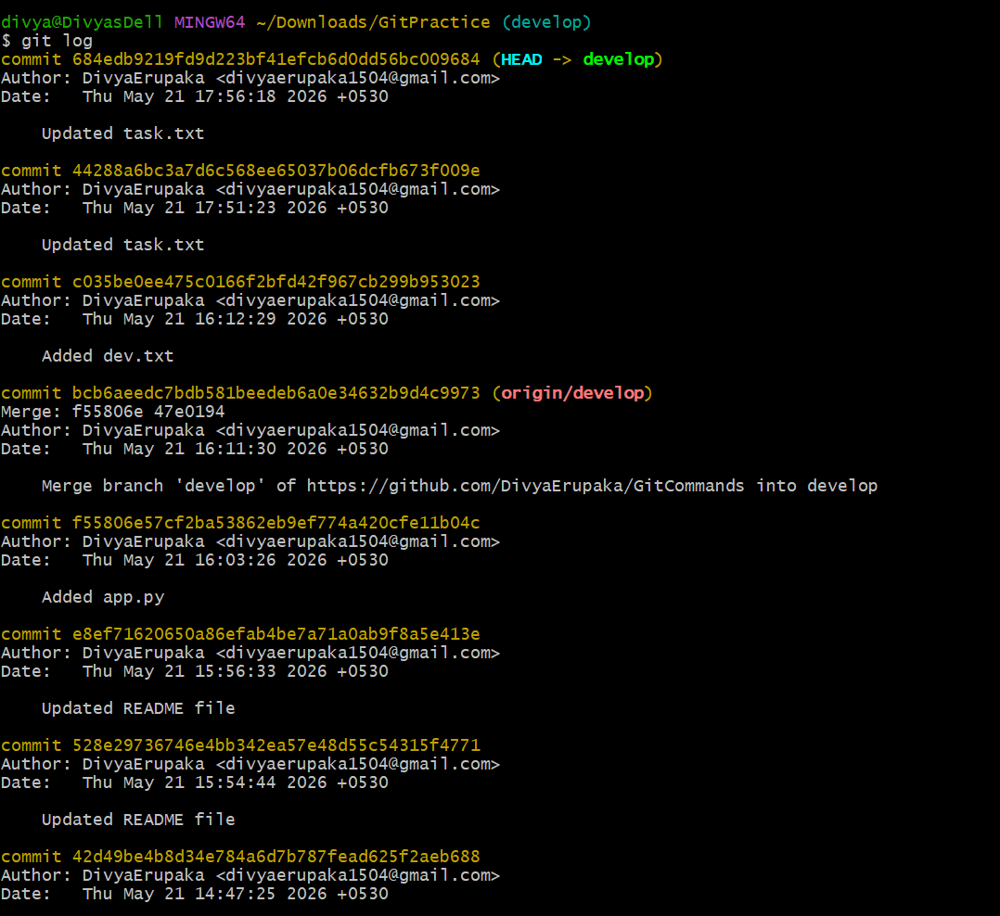 divya@DivyasDell MINGW64 ~/Downloads/GitPractice (develop)
$ git log
commit 684edb9219fd9d223bf41efcb6d0dd56bc009684 (HEAD -> develop)
Author: DivyaErupaka <divyaerupaka1504@gmail.com>
Date:   Thu May 21 17:56:18 2026 +0530
    Updated task.txt
commit 44288a6bc3a7d6c568ee65037b06dcfb673f009e
Author: DivyaErupaka <divyaerupaka1504@gmail.com>
Date:   Thu May 21 17:51:23 2026 +0530
    Updated task.txt
commit c035be0ee475c0166f2bfd42f967cb299b953023
Author: DivyaErupaka <divyaerupaka1504@gmail.com>
Date:   Thu May 21 16:12:29 2026 +0530
    Added dev.txt
commit bcb6aeedc7bdb581beedeb6a0e34632b9d4c9973 (origin/develop)
Merge: f55806e 47e0194
Author: DivyaErupaka <divyaerupaka1504@gmail.com>
Date:   Thu May 21 16:11:30 2026 +0530
    Merge branch 'develop' of https://github.com/DivyaErupaka/GitCommands into develop
commit f55806e57cf2ba53862eb9ef774a420cfe11b04c
Author: DivyaErupaka <divyaerupaka1504@gmail.com>
Date:   Thu May 21 16:03:26 2026 +0530
    Added app.py
commit e8ef71620650a86efab4be7a71a0ab9f8a5e413e
Author: DivyaErupaka <divyaerupaka1504@gmail.com>
Date:   Thu May 21 15:56:33 2026 +0530
    Updated README file
commit 528e29736746e4bb342ea57e48d55c54315f4771
Author: DivyaErupaka <divyaerupaka1504@gmail.com>
Date:   Thu May 21 15:54:44 2026 +0530
    Updated README file
commit 42d49be4b8d34e784a6d7b787fead625f2aeb688
Author: DivyaErupaka <divyaerupaka1504@gmail.com>
Date:   Thu May 21 14:47:25 2026 +0530